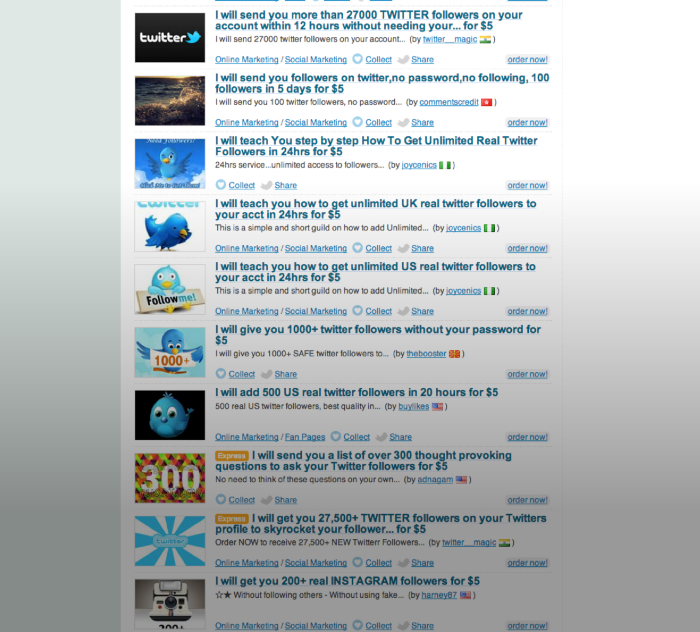 twitter
I will send you more than 27000 TWITTER followers on your
account within 12 hours without needing your... for $5
I will send 27000 twitter followers on your account... (by twitter__magic )
Online Marketing / Social Marketing Collect Share order now!
I will send you followers on twitter,no password,no following, 100
followers in 5 days for $5
I will send you 100 twitter followers, no password... (by commentscredit )
Online Marketing / Social Marketing Collect Share order now!
I will teach You step by step How To Get Unlimited Real Twitter
Followers in 24hrs for $5
24hrs service...unlimited access to followers... (by joycenics )
Collect Share order now!
twitter
I will teach you how to get unlimited UK real twitter followers to
your acct in 24hrs for $5
This is a simple and short guild on how to add Unlimited... (by joycenics )
Online Marketing / Social Marketing Collect Share order now!
Follow me!
I will teach you how to get unlimited US real twitter followers to
your acct in 24hrs for $5
This is a simple and short guild on how to add Unlimited... (by joycenics )
Online Marketing / Social Marketing Collect Share order now!
1000+
I will give you 1000+ twitter followers without your password for
$5
I will give you 1000+ SAFE twitter followers to... (by thebooster )
Collect Share order now!
I will add 500 US real twitter followers in 20 hours for $5
500 real US twitter followers, best quality in... (by buylikes )
Online Marketing / Fan Pages Collect Share order now!
300
Express I will send you a list of over 300 thought provoking
questions to ask your Twitter followers for $5
No need to think of these questions on your own... (by adnagam )
Collect Share order now!
twitter
Express I will get you 27,500+ TWITTER followers on your Twitters
profile to skyrocket your follower... for $5
Order NOW to receive 27,500+ NEW Twitterr Followers... (by twitter__magic )
Online Marketing / Social Marketing Collect Share order now!
200+
I will get you 200+ real INSTAGRAM followers for $5
☆★ Without following others - Without using fake... (by harney87 )
Online Marketing / Social Marketing Collect Share order now!